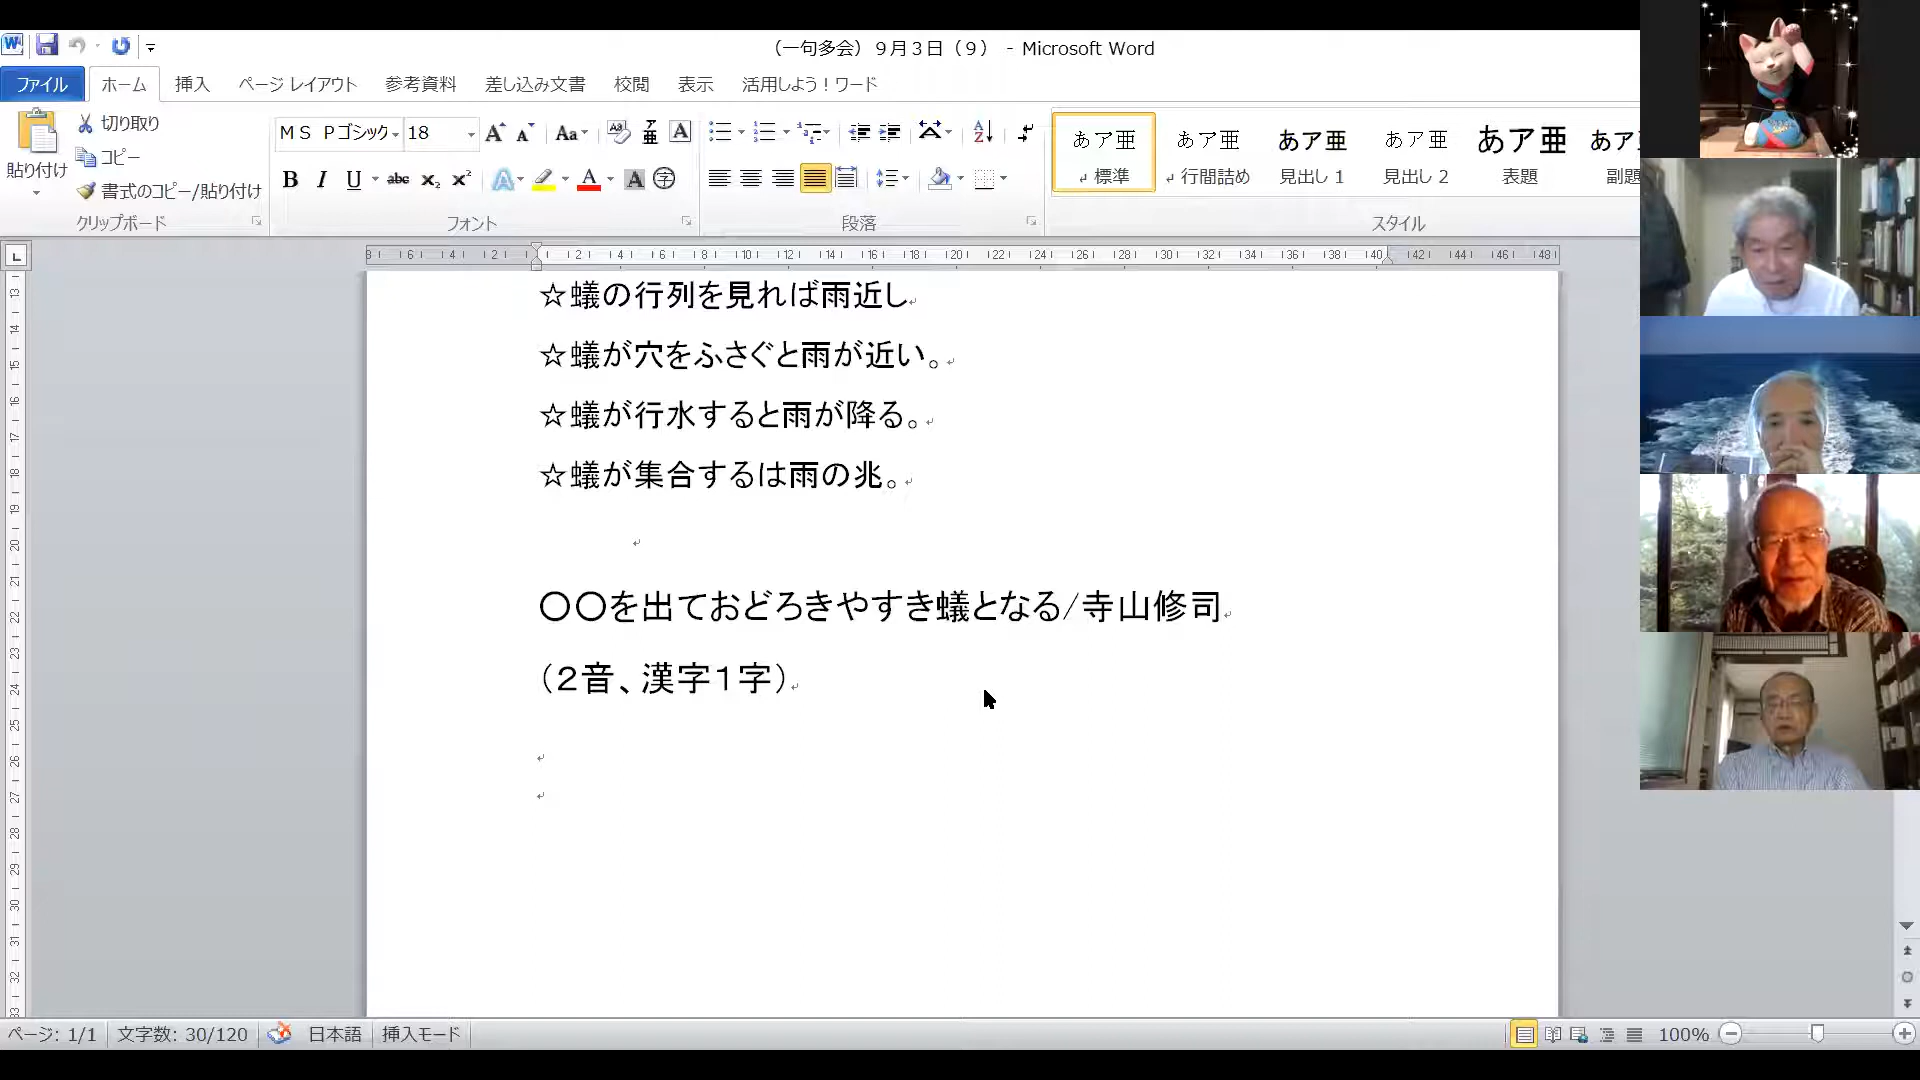 (一句多会)9月3日(9) - Microsoft Word
ファイル ホーム 挿入 ページ レイアウト 参考資料 差し込み文書 校閲 表示 活用しよう!ワード
貼り付け
切り取り
コピー
書式のコピー/貼り付け
クリップボード
MS Pゴシック 18
フォント
段落
あア亜 標準
あア亜 行間詰め
あア亜 見出し 1
あア亜 見出し 2
あア亜 表題
あア 副題
スタイル
☆蟻の行列を見れば雨近し
☆蟻が穴をふさぐと雨が近い。
☆蟻が行水すると雨が降る。
☆蟻が集合するは雨の兆。
〇〇を出ておどろきやすき蟻となる/寺山修司
(2音、漢字1字)
ページ: 1/1 文字数: 30/120 日本語 挿入モード 100%